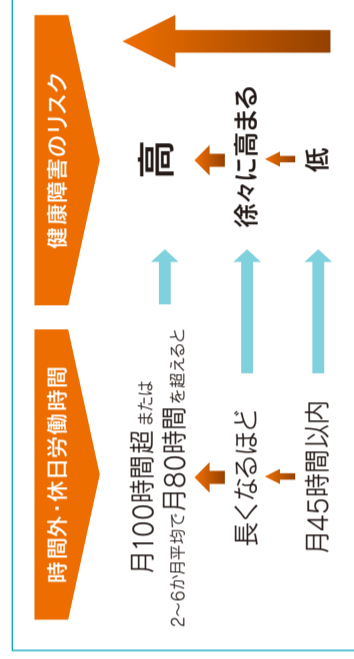 時間外・休日労働時間
健康障害のリスク
月100時間超 または
2〜6か月平均で月80時間 を超えると
高
長くなるほど
徐々に高まる
月45時間以内
低